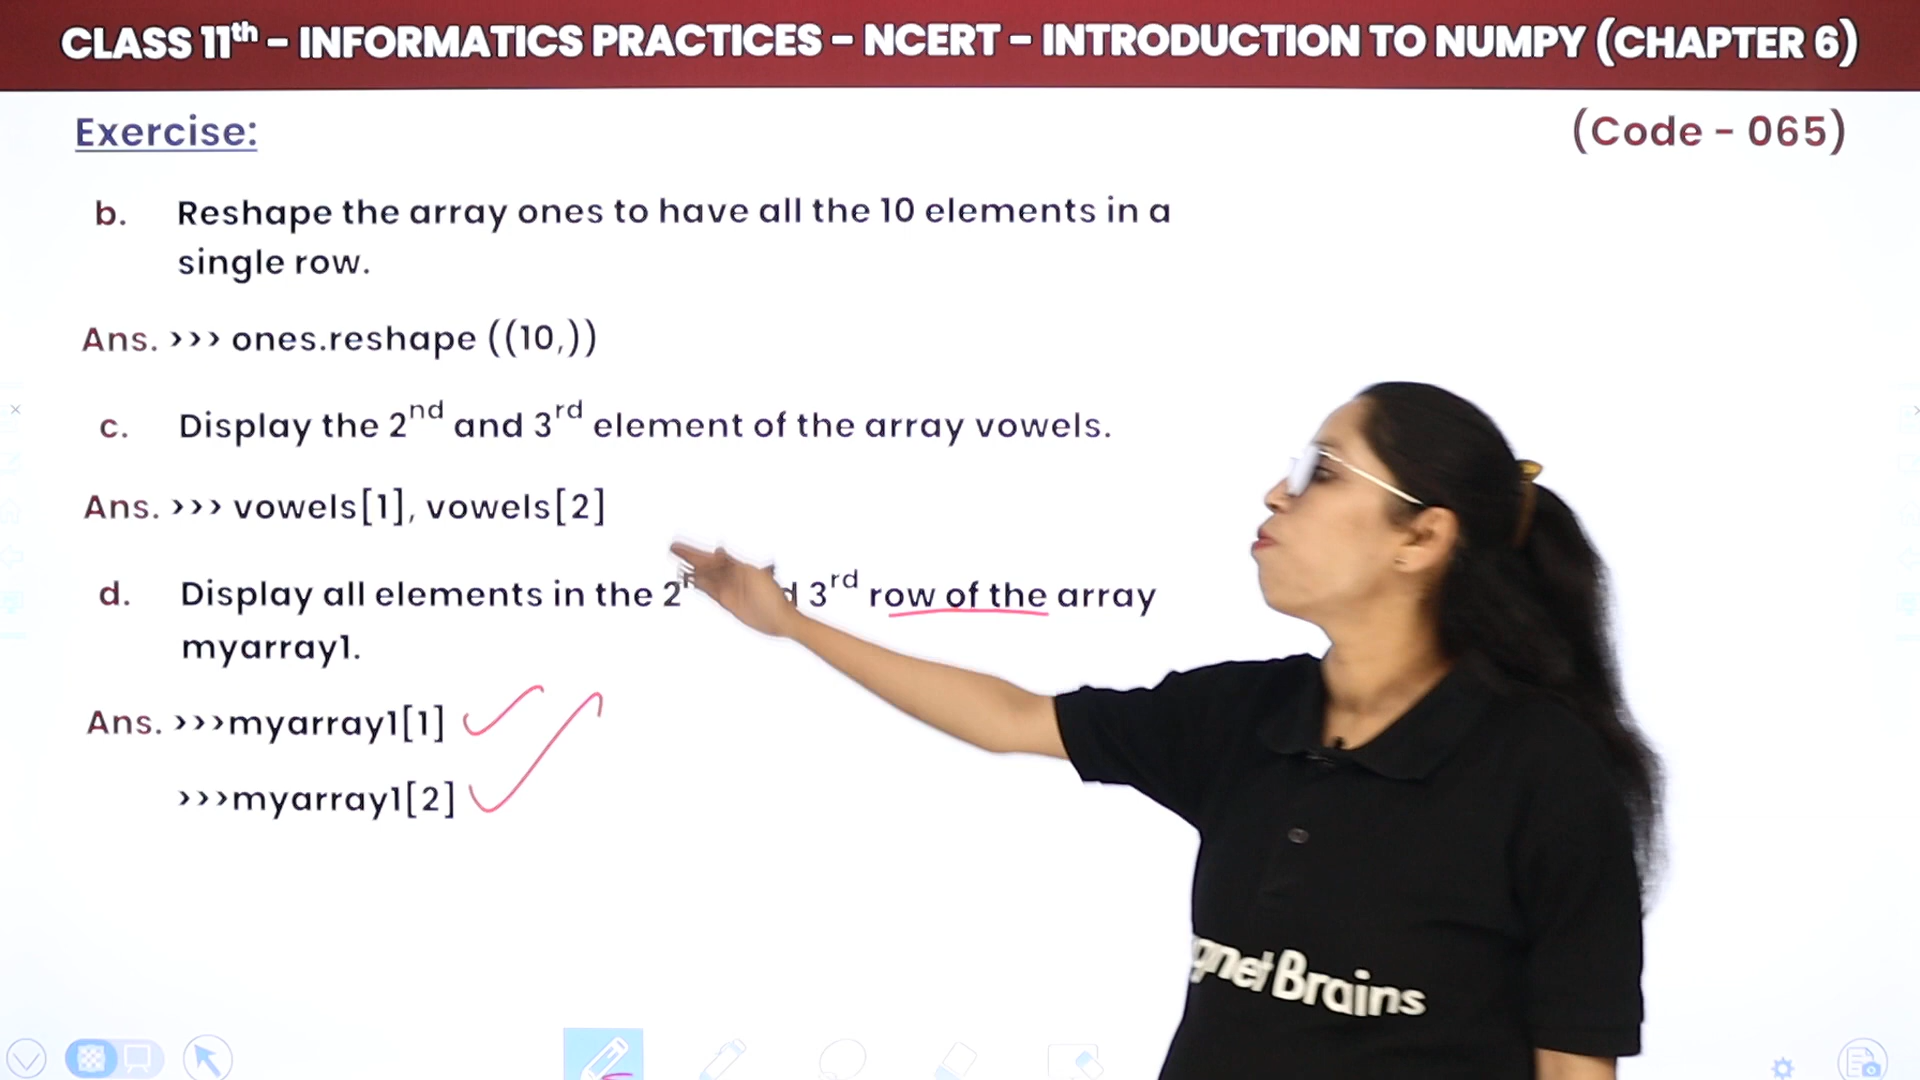 CLASS 11th - INFORMATICS PRACTICES - NCERT - INTRODUCTION TO NUMPY (CHAPTER 6)
Exercise:
(Code - 065)
b. Reshape the array ones to have all the 10 elements in a
single row.
Ans. >>> ones.reshape ((10,))
c. Display the 2nd and 3rd element of the array vowels.
Ans. >>> vowels[1], vowels[2]
d. Display all elements in the 2 3rd row of the array
myarray1.
Ans. >>>myarray1[1]
>>>myarray1[2]
Brains